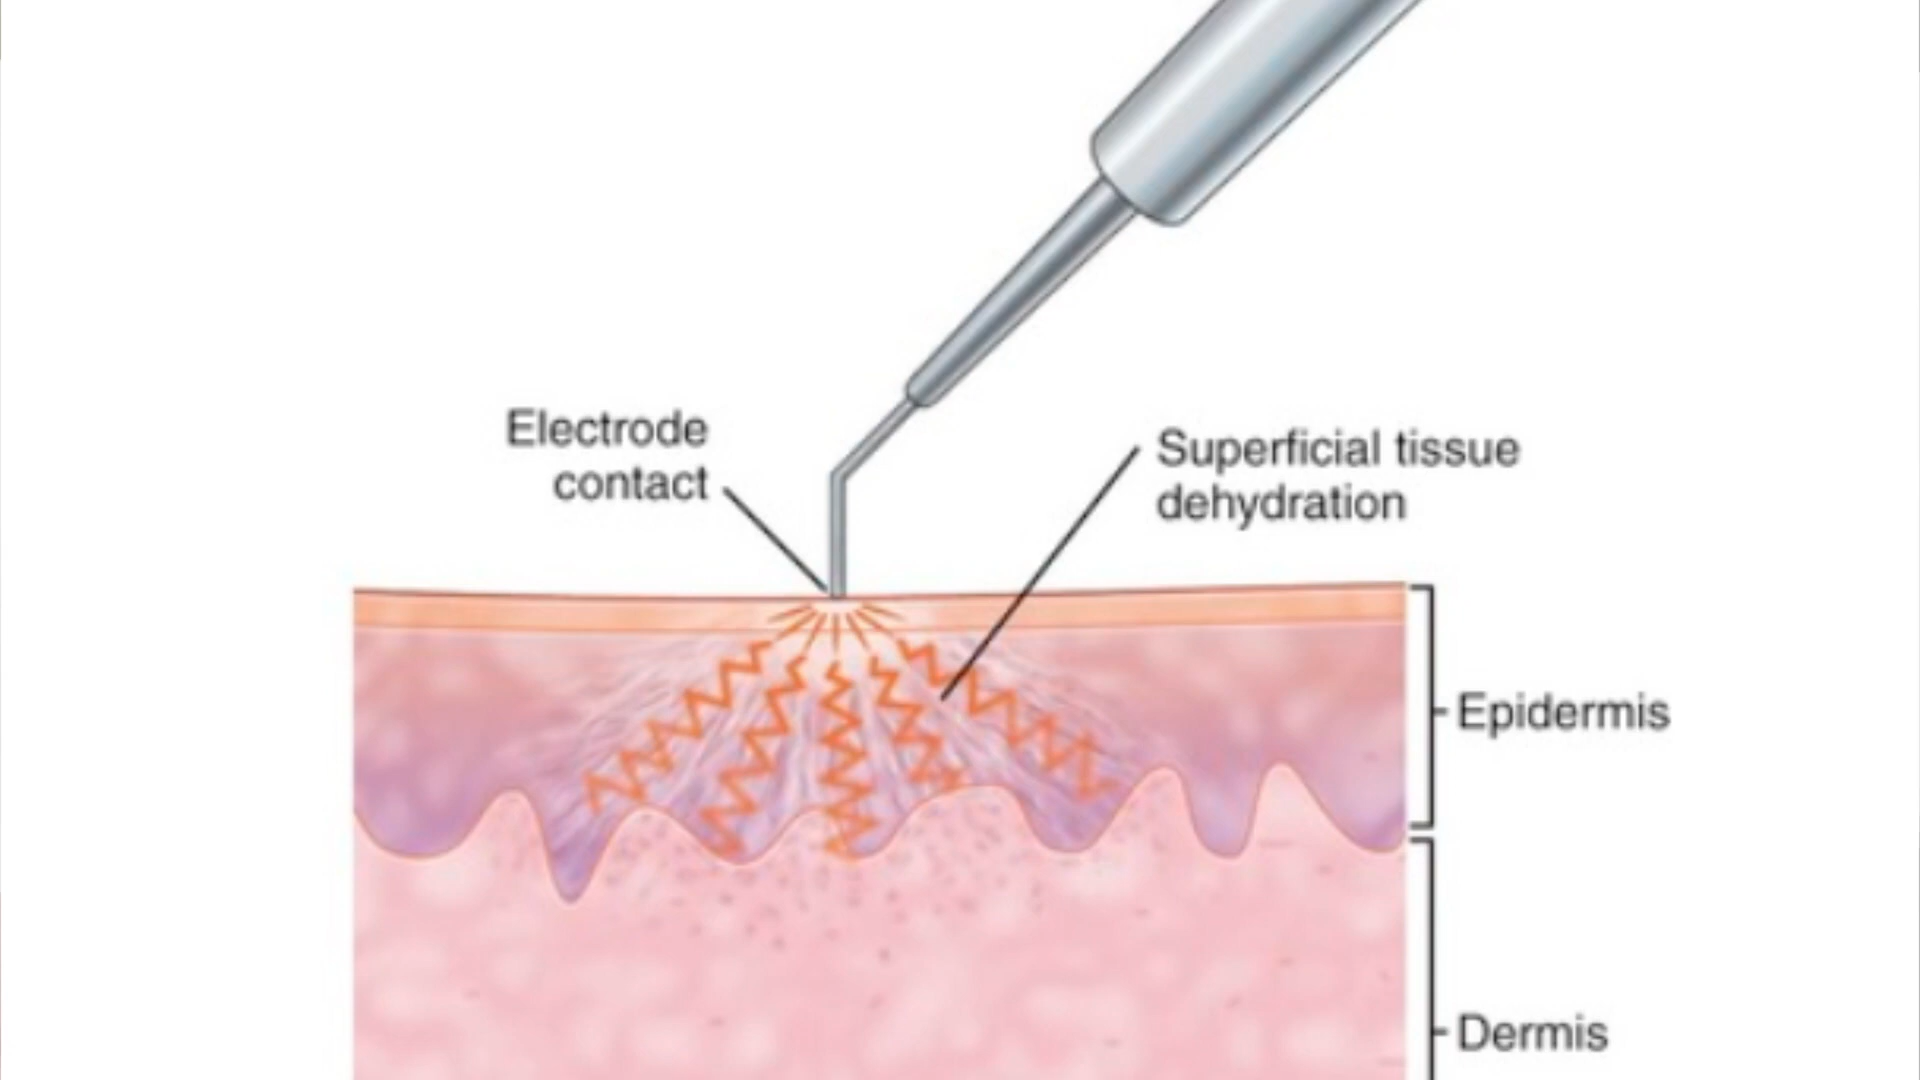 Electrode
contact
Superficial tissue
dehydration
Epidermis
Dermis